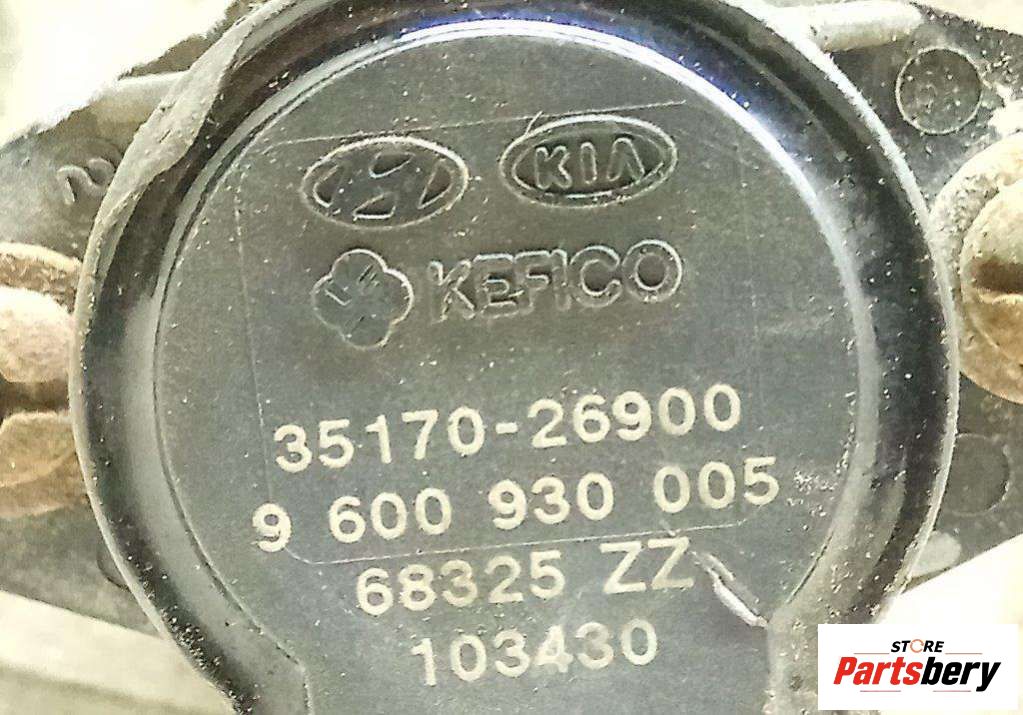 KIA
KEFICO
35170-26900
9 600 930 005
68325 ZZ
103430
STORE
Partsbery